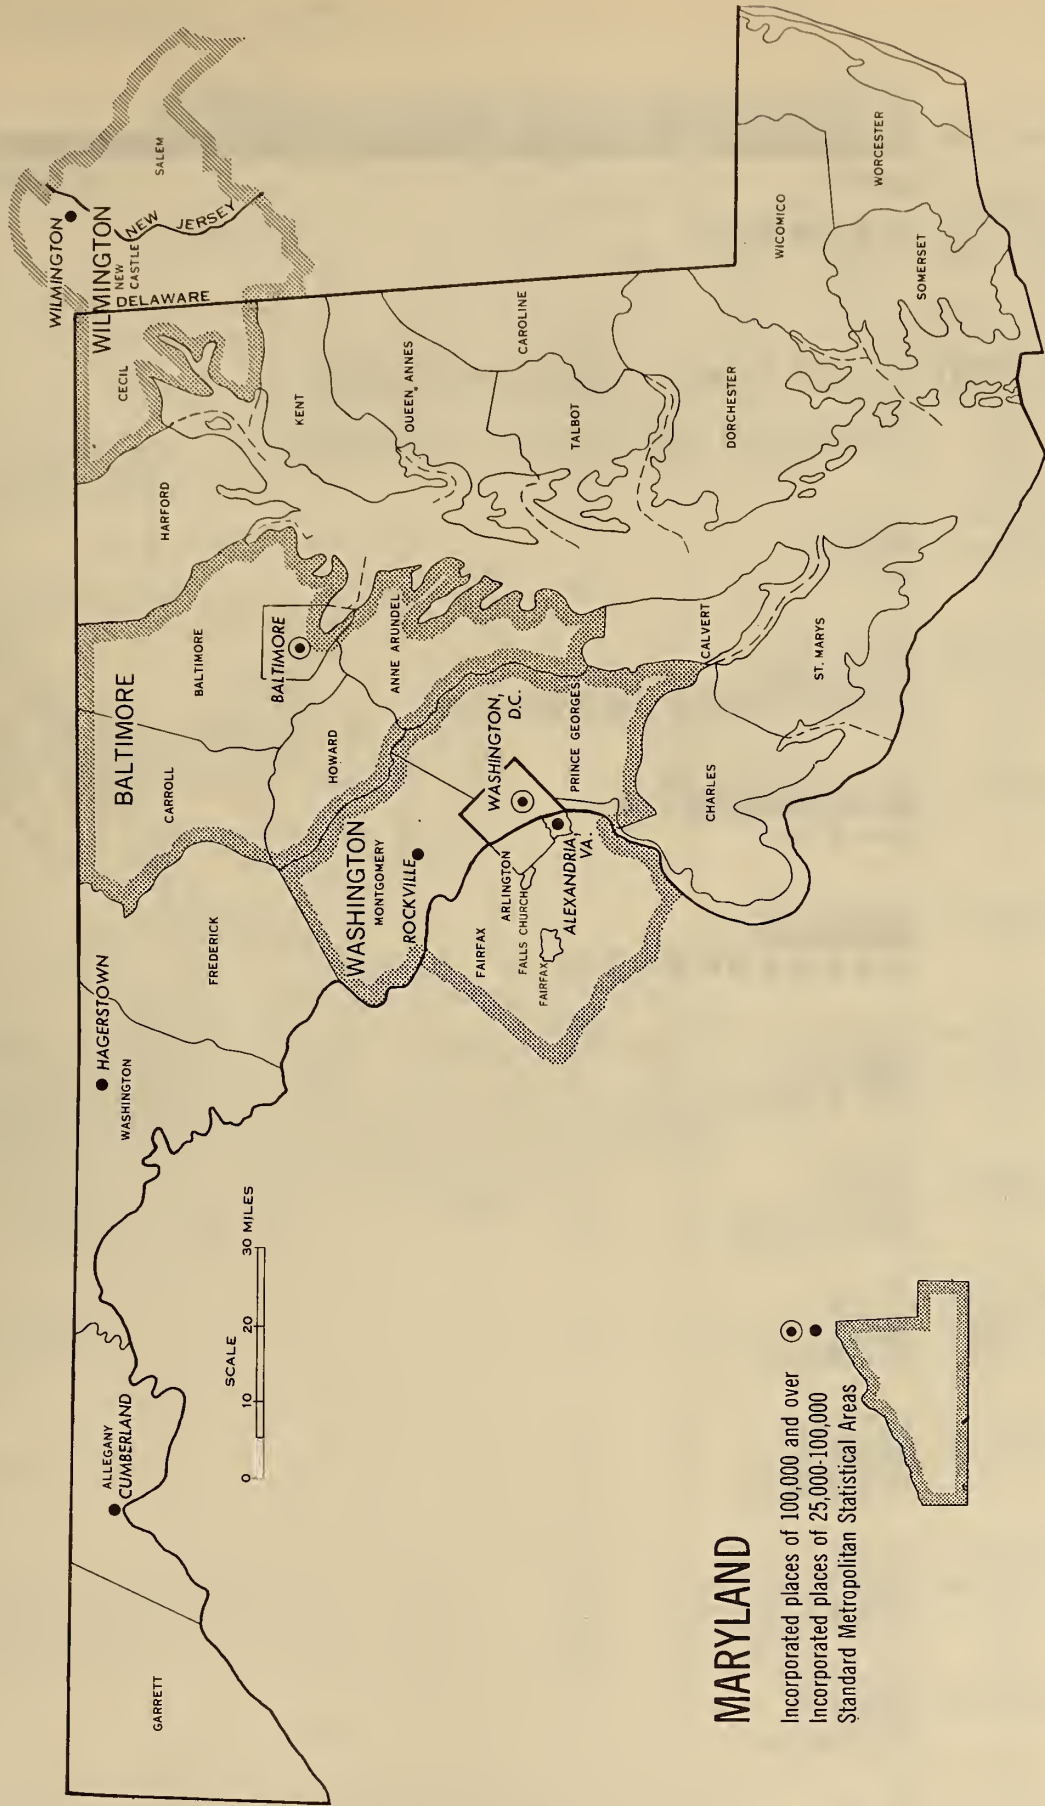 MARYLAND
Incorporated places of 100,000 and over
Incorporated places of 25,000-100,000
Standard Metropolitan Statistical Areas
SCALE
0 10 20 30 MILES
GARRETT
ALLEGANY
CUMBERLAND
WASHINGTON
HAGERSTOWN
FREDERICK
CARROLL
BALTIMORE
BALTIMORE
BALTIMORE
HARFORD
CECIL
WILMINGTON
WILMINGTON
NEW
CASTLE
DELAWARE
NEW JERSEY
SALEM
HOWARD
ANNE ARUNDEL
KENT
QUEEN ANNES
WASHINGTON
MONTGOMERY
ROCKVILLE
WASHINGTON,
D.C.
PRINCE GEORGES
FAIRFAX
ARLINGTON
FALLS CHURCH
FAIRFAX
ALEXANDRIA,
VA.
CAROLINE
TALBOT
CALVERT
CHARLES
ST. MARYS
DORCHESTER
WICOMICO
WORCESTER
SOMERSET